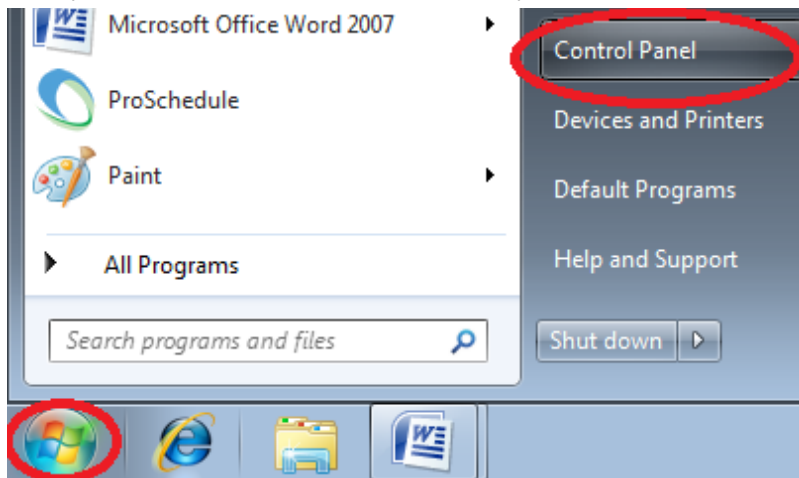 Microsoft Office Word 2007
ProSchedule
Paint
All Programs
Search programs and files
Control Panel
Devices and Printers
Default Programs
Help and Support
Shut down